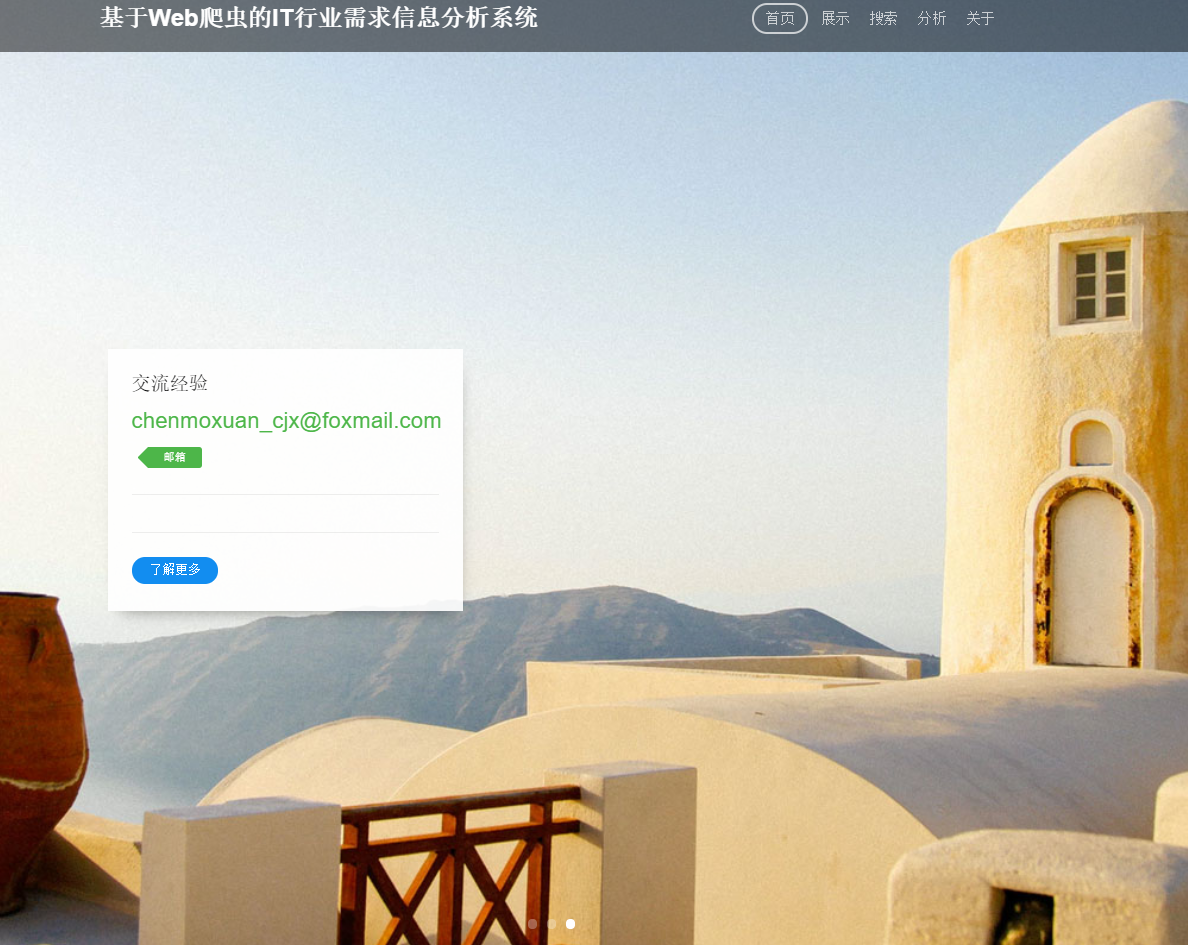 基于Web爬虫的IT行业需求信息分析系统
首页 展示 搜索 分析 关于
交流经验
chenmoxuan_cjx@foxmail.com
邮箱
了解更多